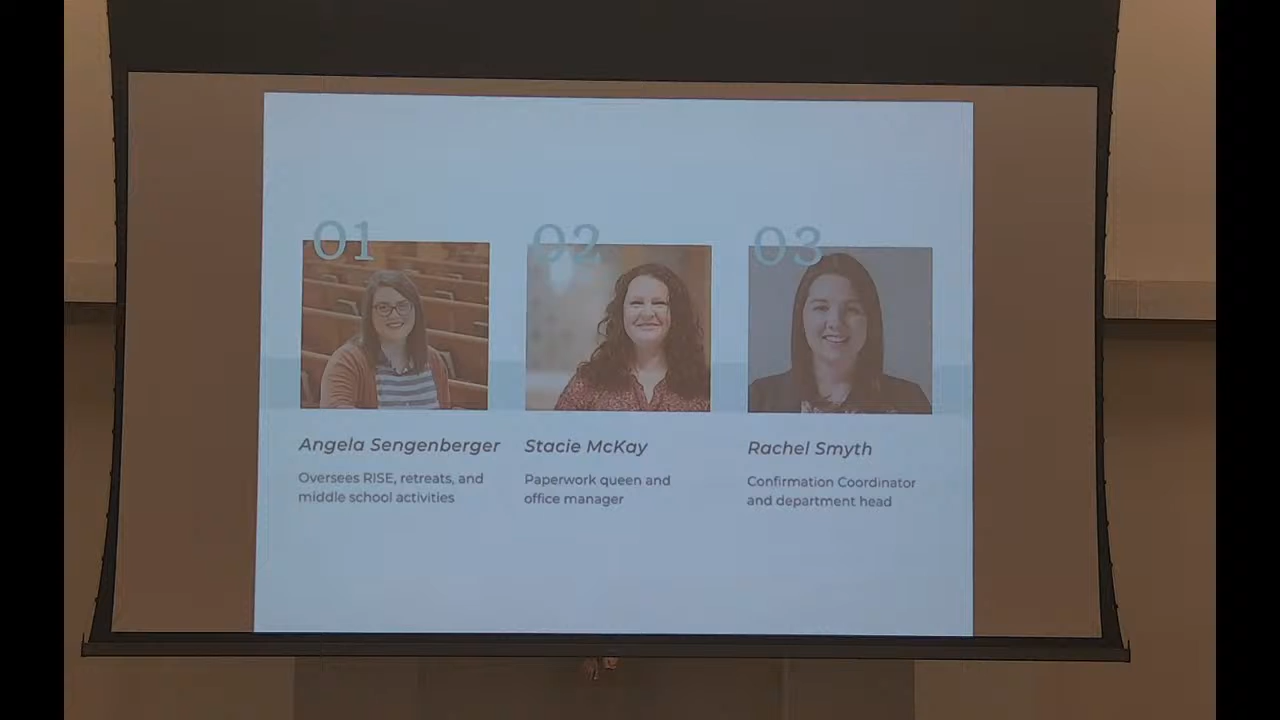 01
02
03
Angela Sengenberger
Oversees RISE, retreats, and
middle school activities
Stacie McKay
Paperwork queen and
office manager
Rachel Smyth
Confirmation Coordinator
and department head